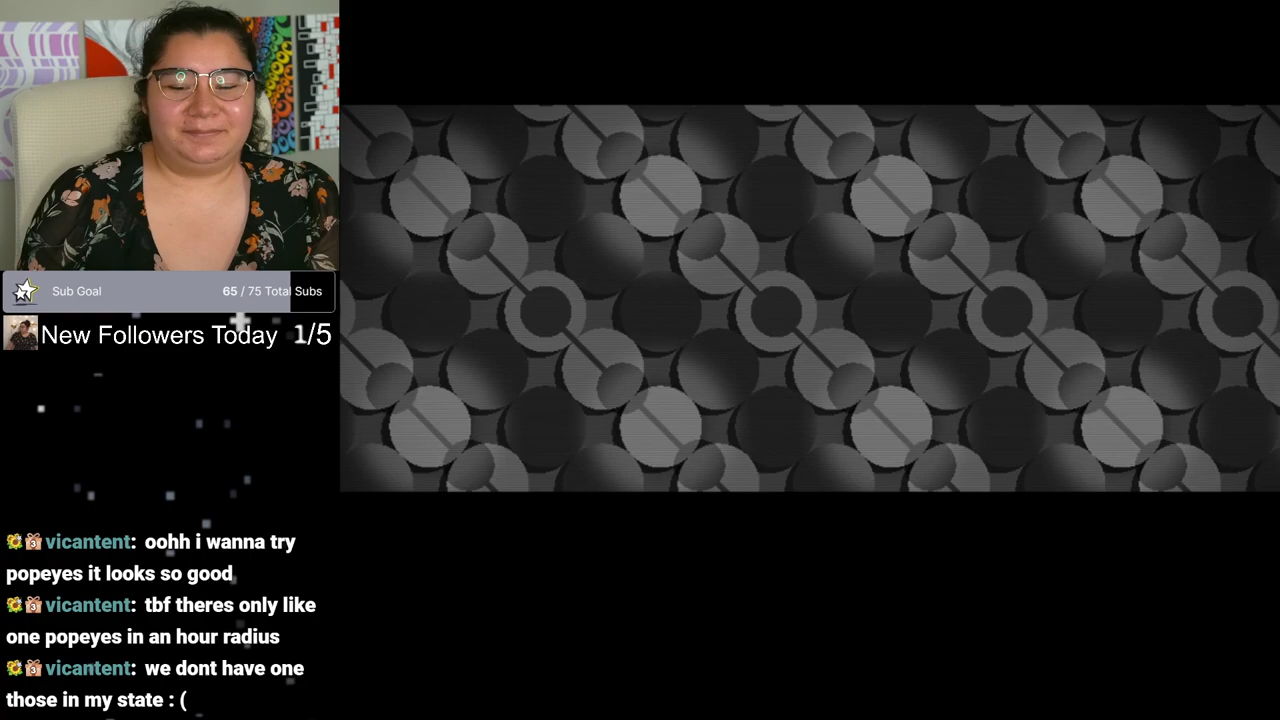 Sub Goal 65 / 75 Total Subs
New Followers Today 1/5
vicantent: oohh i wanna try
popeyes it looks so good
vicantent: tbf theres only like
one popeyes in an hour radius
vicantent: we dont have one
those in my state : (